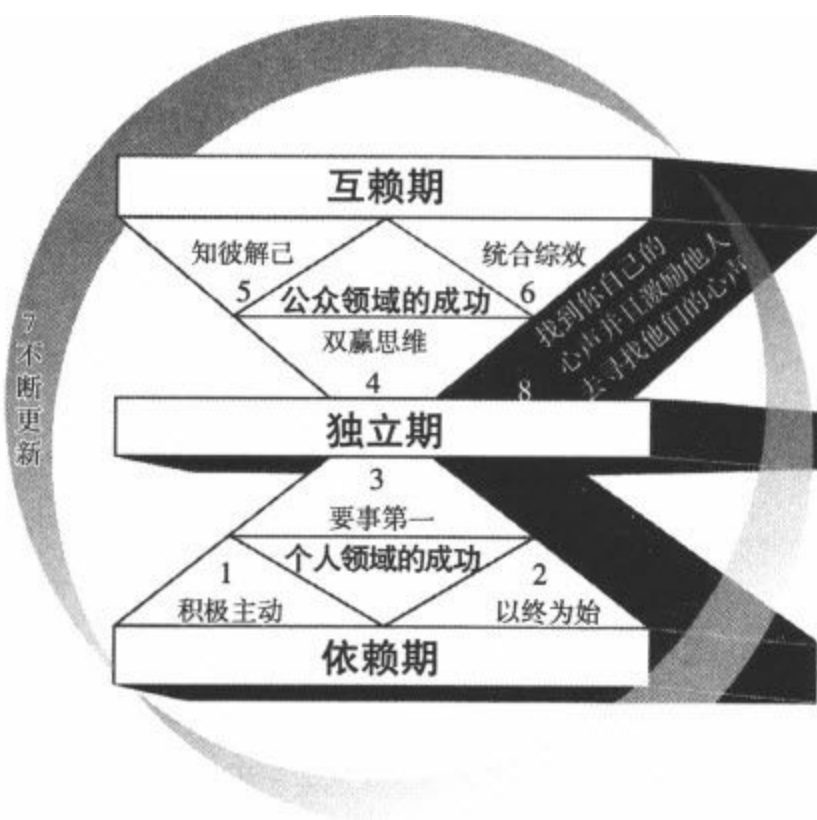 互赖期
知彼解己
5
统合综效
6
公众领域的成功
双赢思维
4
找到你自己的
心声并且激励他人
去寻找他们的心声
8
7不断更新
独立期
3
要事第一
个人领域的成功
1
积极主动
2
以终为始
依赖期